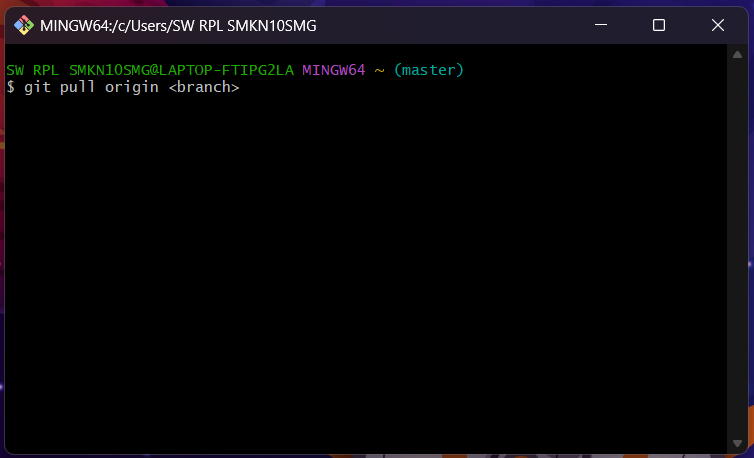 MINGW64:/c/Users/SW RPL SMKN10SMG
SW RPL SMKN10SMG@LAPTOP-FTIPG2LA MINGW64 ~ (master)
$ git pull origin <branch>